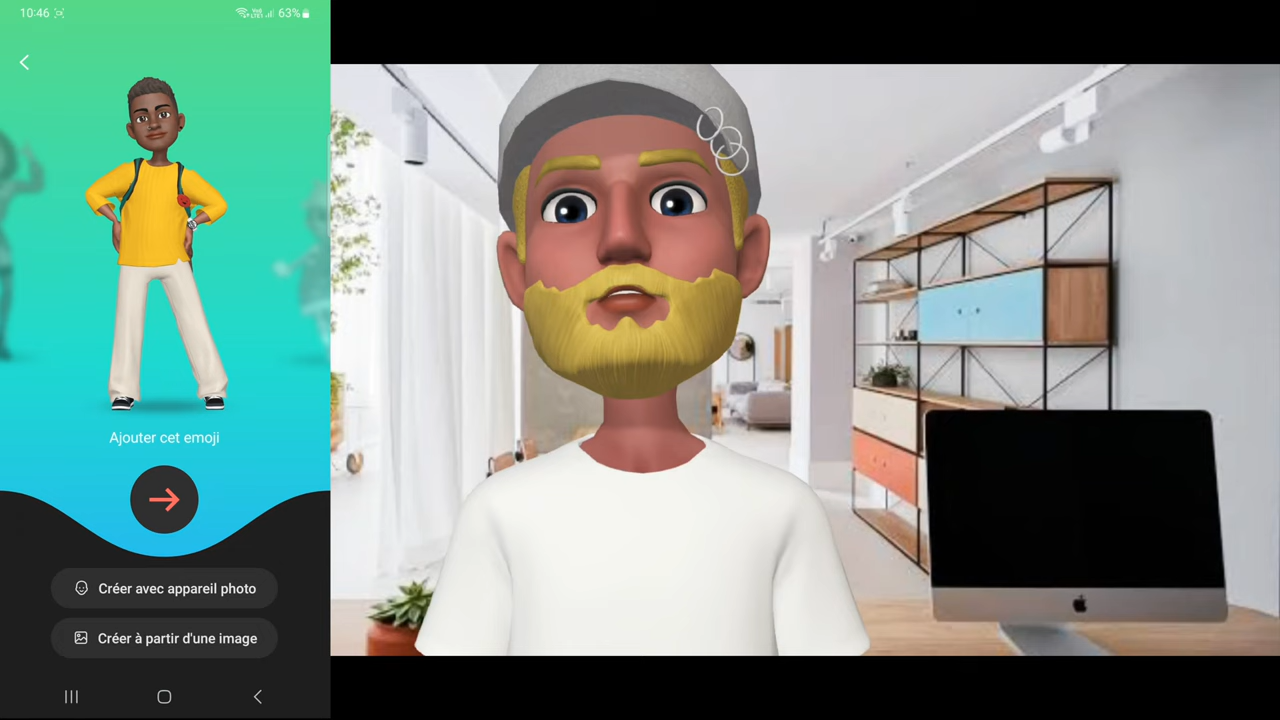 10:46
63%
Ajouter cet emoji
Créer avec appareil photo
Créer à partir d'une image